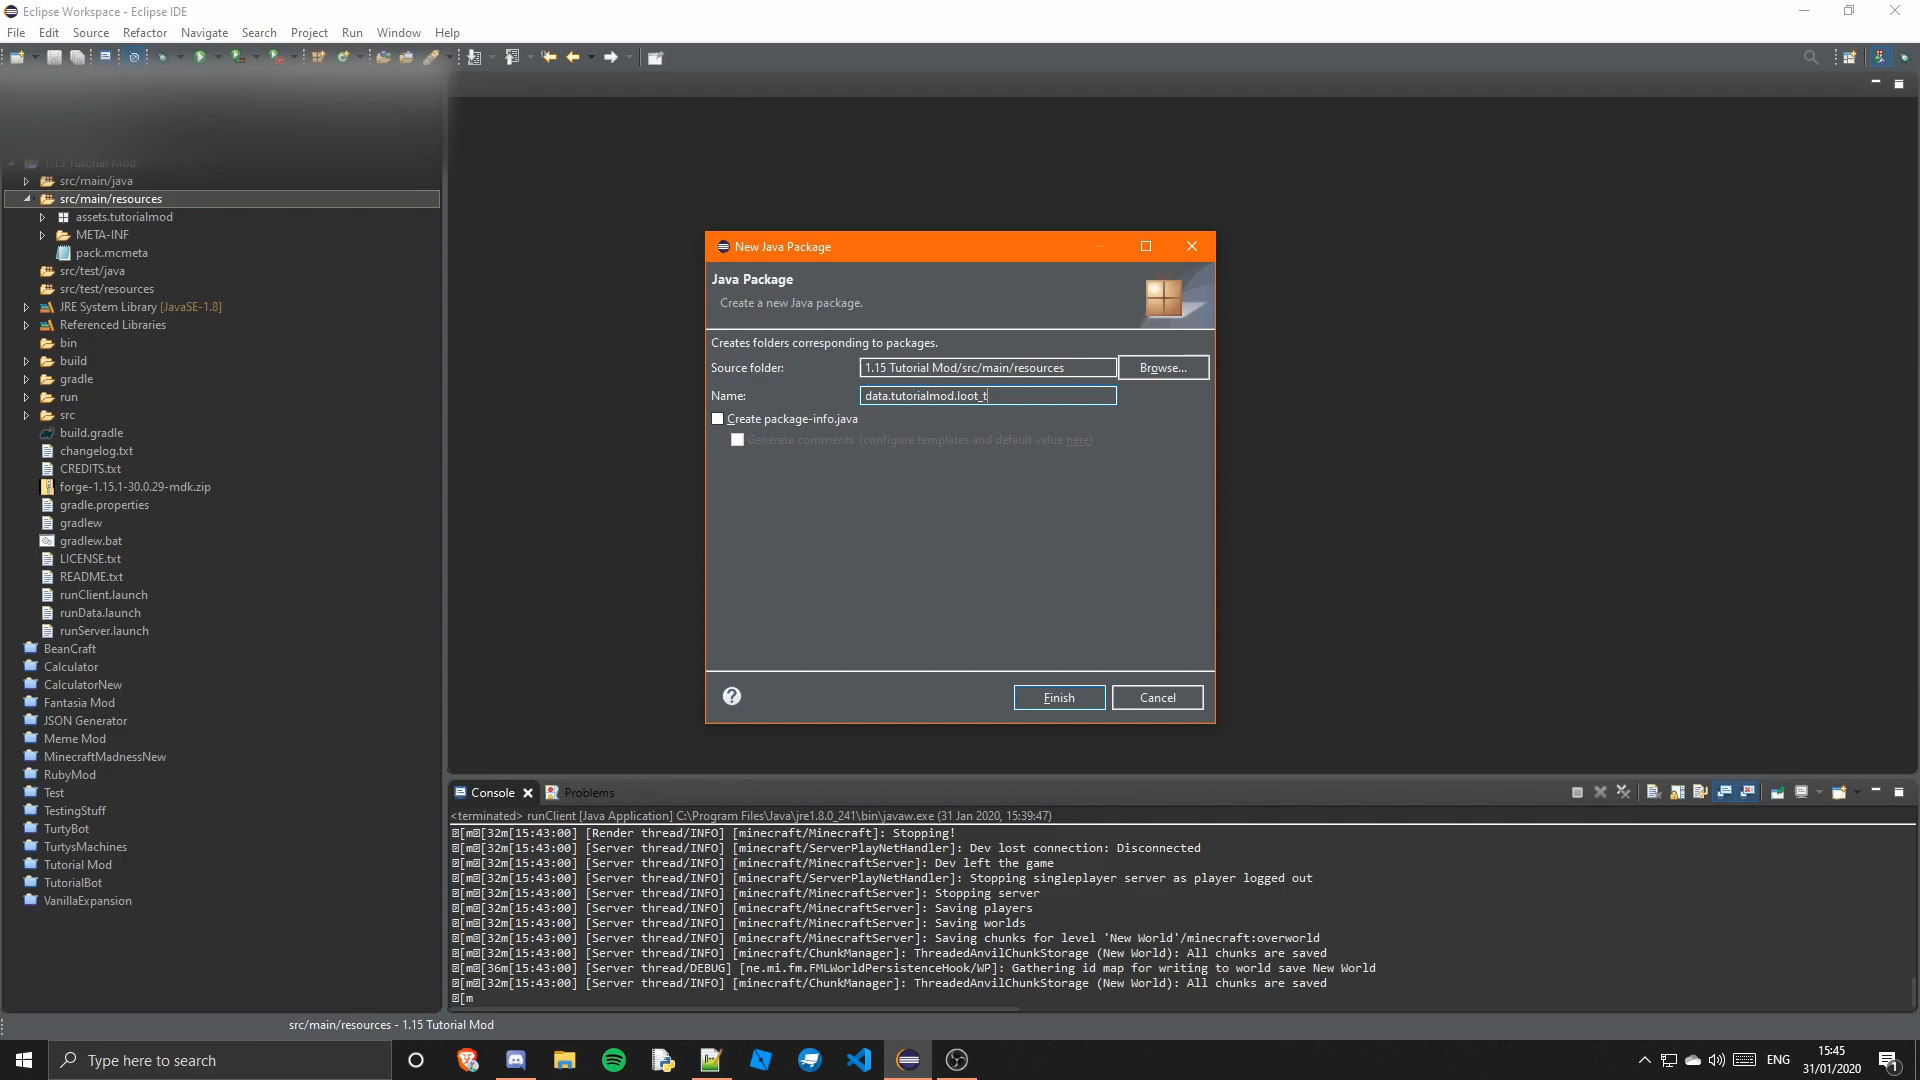 Eclipse Workspace - Eclipse IDE
File Edit Source Refactor Navigate Search Project Run Window Help
1.15 Tutorial Mod
src/main/java
src/main/resources
assets.tutorialmod
META-INF
pack.mcmeta
src/test/java
src/test/resources
JRE System Library [JavaSE-1.8]
Referenced Libraries
bin
build
gradle
run
src
build.gradle
changelog.txt
CREDITS.txt
forge-1.15.1-30.0.29-mdk.zip
gradle.properties
gradlew
gradlew.bat
LICENSE.txt
README.txt
runClient.launch
runData.launch
runServer.launch
BeanCraft
Calculator
CalculatorNew
Fantasia Mod
JSON Generator
Meme Mod
MinecraftMadnessNew
RubyMod
Test
TestingStuff
TurtyBot
TurtysMachines
Tutorial Mod
TutorialBot
VanillaExpansion
New Java Package
Java Package
Create a new Java package.
Creates folders corresponding to packages.
Source folder: 1.15 Tutorial Mod/src/main/resources Browse...
Name: data.tutorialmod.loot_t
Create package-info.java
Generate comments (configure templates and default value here)
Finish Cancel
Console Problems
<terminated> runClient [Java Application] C:\Program Files\Java\jre1.8.0_241\bin\javaw.exe (31 Jan 2020, 15:39:47)
[m[32m[15:43:00] [Render thread/INFO] [minecraft/Minecraft]: Stopping!
[m[32m[15:43:00] [Server thread/INFO] [minecraft/ServerPlayNetHandler]: Dev lost connection: Disconnected
[m[32m[15:43:00] [Server thread/INFO] [minecraft/MinecraftServer]: Dev left the game
[m[32m[15:43:00] [Server thread/INFO] [minecraft/ServerPlayNetHandler]: Stopping singleplayer server as player logged out
[m[32m[15:43:00] [Server thread/INFO] [minecraft/MinecraftServer]: Stopping server
[m[32m[15:43:00] [Server thread/INFO] [minecraft/MinecraftServer]: Saving players
[m[32m[15:43:00] [Server thread/INFO] [minecraft/MinecraftServer]: Saving worlds
[m[32m[15:43:00] [Server thread/INFO] [minecraft/MinecraftServer]: Saving chunks for level 'New World'/minecraft:overworld
[m[32m[15:43:00] [Server thread/INFO] [minecraft/ChunkManager]: ThreadedAnvilChunkStorage (New World): All chunks are saved
[m[36m[15:43:00] [Server thread/DEBUG] [ne.mi.fm.FMLWorldPersistenceHook/WP]: Gathering id map for writing to world save New World
[m[32m[15:43:00] [Server thread/INFO] [minecraft/ChunkManager]: ThreadedAnvilChunkStorage (New World): All chunks are saved
[m
src/main/resources - 1.15 Tutorial Mod
Type here to search
ENG
15:45
31/01/2020
1